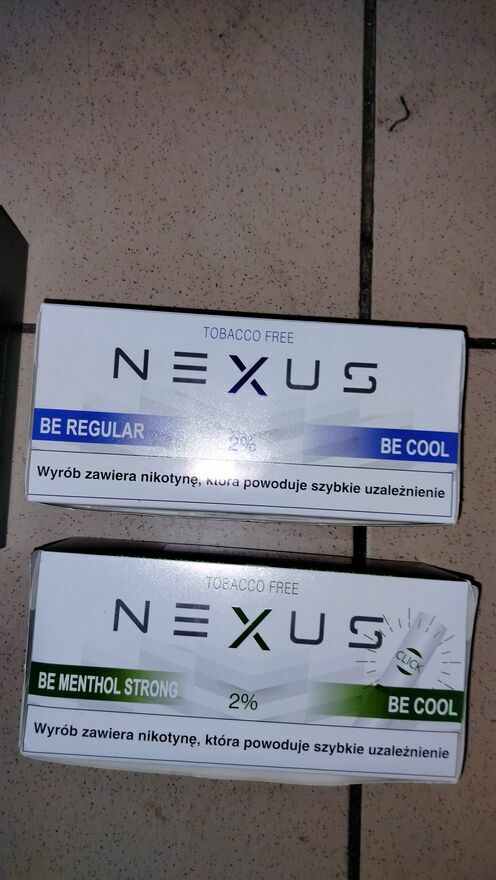 TOBACCO FREE
NEXUS
BE REGULAR
2%
BE COOL
Wyrób zawiera nikotynę, która powoduje szybkie uzależnienie
TOBACCO FREE
NEXUS
CLICK
BE MENTHOL STRONG
2%
BE COOL
Wyrób zawiera nikotynę, która powoduje szybkie uzależnienie